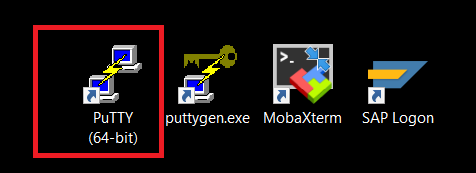 PuTTY
(64-bit)
puttygen.exe
MobaXterm
SAP Logon